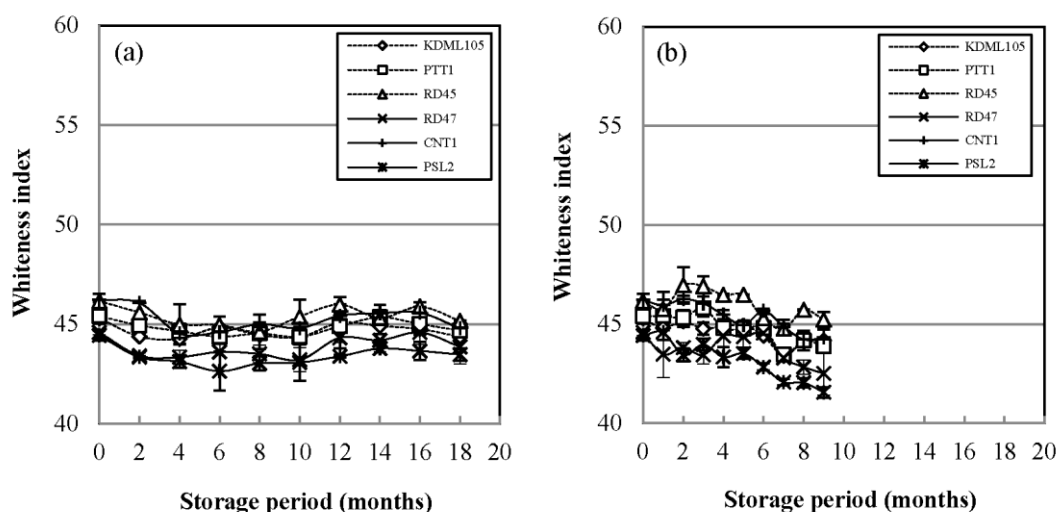 (a)
KDML105
PTT1
RD45
RD47
CNT1
PSL2
60
55
50
45
40
Whiteness index
0 2 4 6 8 10 12 14 16 18 20
Storage period (months)
(b)
KDML105
PTT1
RD45
RD47
CNT1
PSL2
60
55
50
45
40
Whiteness index
0 2 4 6 8 10 12 14 16 18 20
Storage period (months)